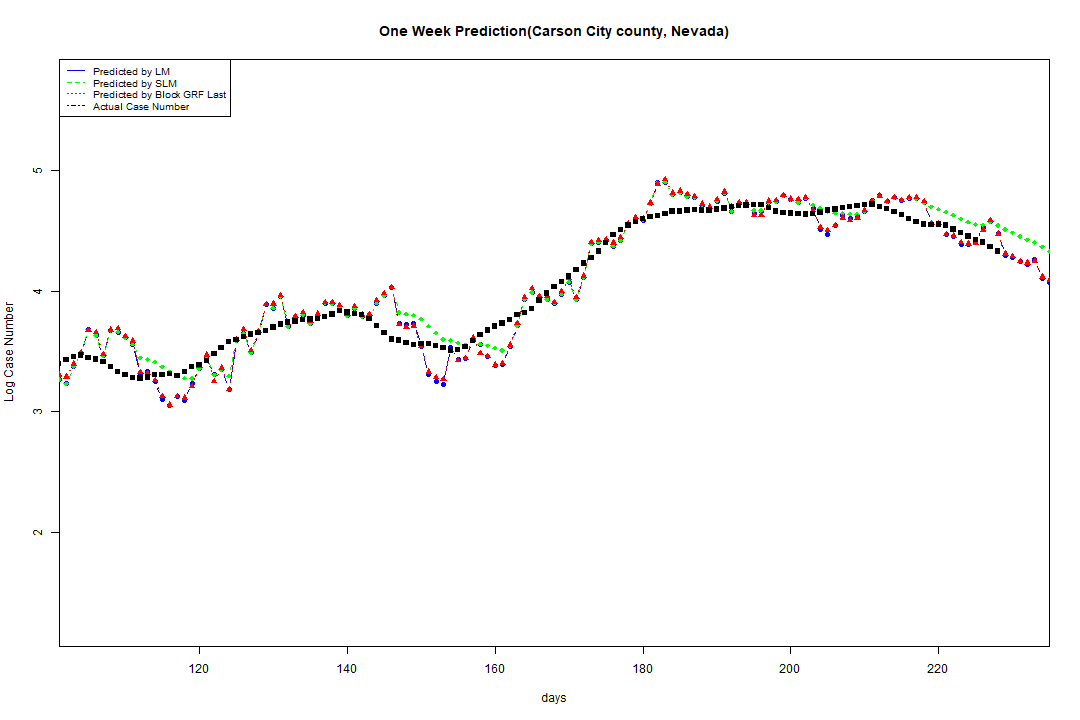 One Week Prediction(Carson City county, Nevada)
Predicted by LM
Predicted by SLM
Predicted by Block GRF Last
Actual Case Number
5
4
3
2
Log Case Number
120 140 160 180 200 220
days